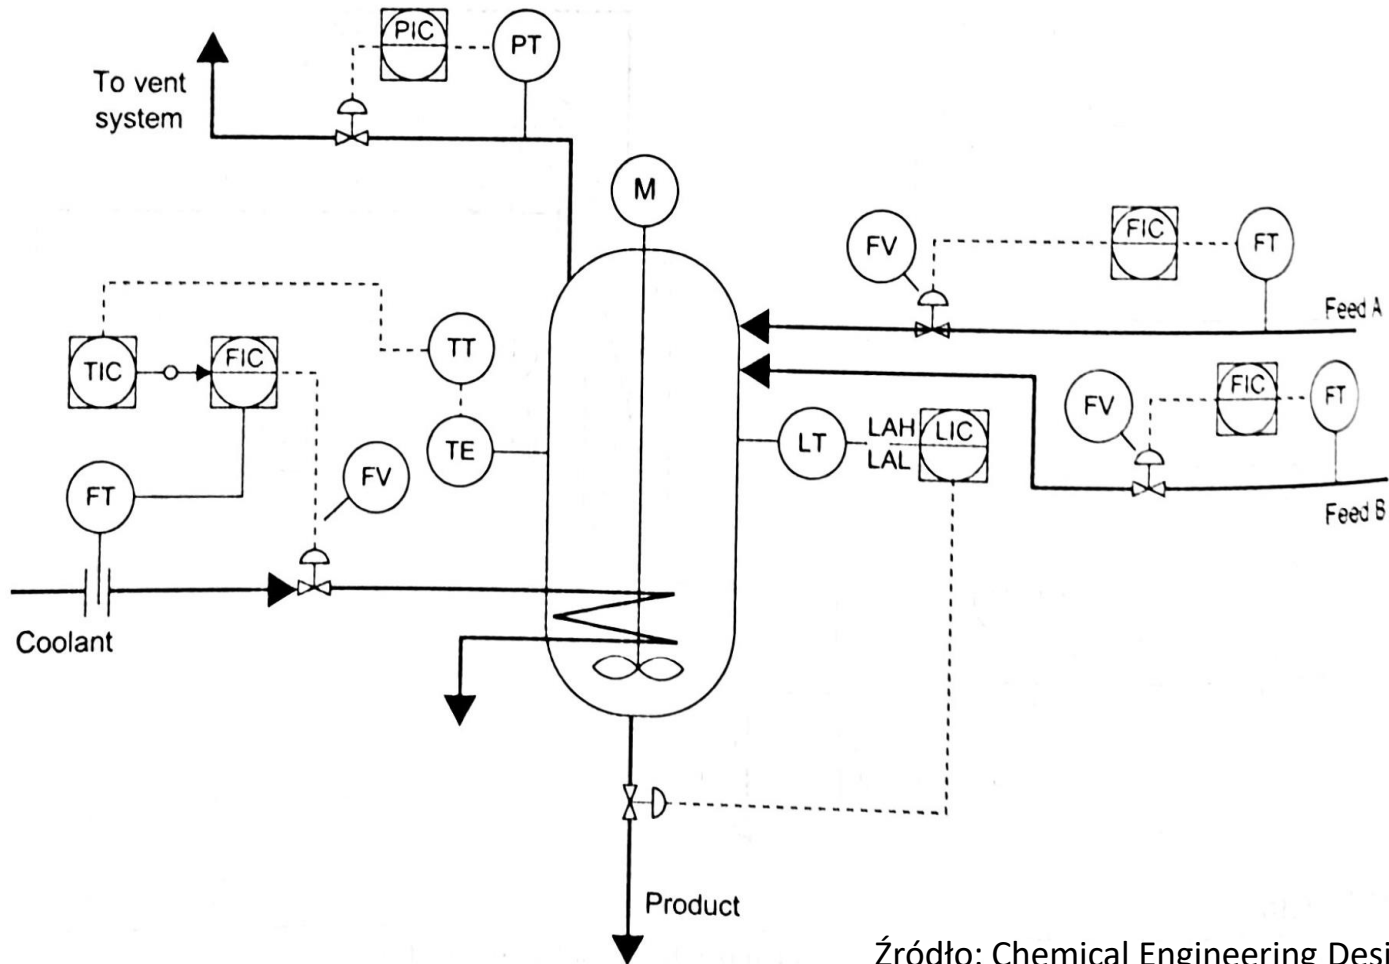 PIC
PT
To vent
system
M
FV
FIC
FT
Feed A
TIC
FIC
TT
FV
FIC
FT
TE
LT
LAH
LAL
LIC
FT
FV
Feed B
Coolant
Product
Źródło: Chemical Engineering Desi